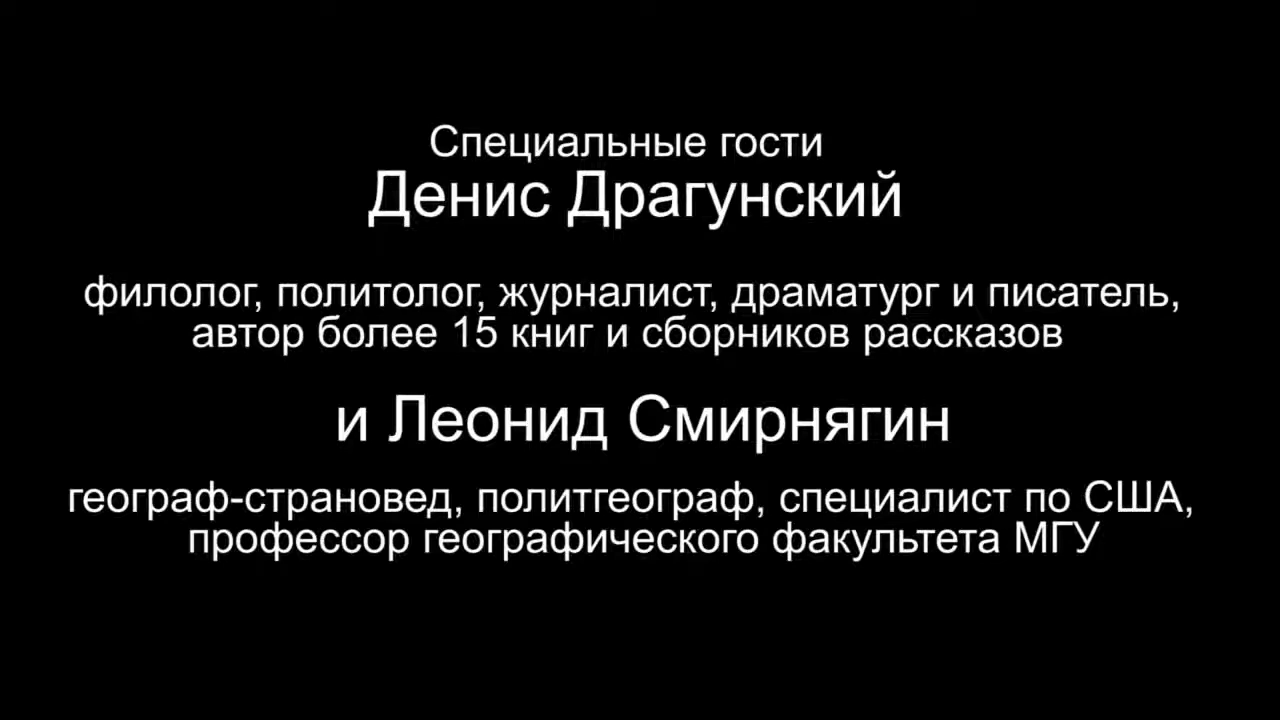 Специальные гости
Денис Драгунский
филолог, политолог, журналист, драматург и писатель,
автор более 15 книг и сборников рассказов
и Леонид Смирнягин
географ-страновед, политгеограф, специалист по США,
профессор географического факультета МГУ